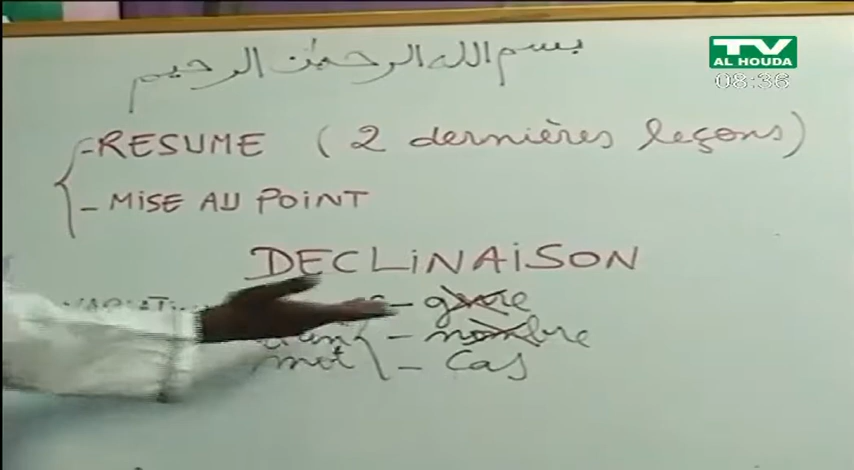 بسم الله الرحمن الرحيم
TV
AL HOUDA
08:36
- RESUME ( 2 dernières leçons )
- MISE AU POINT
DECLINAISON
- genre
- nombre
mot
- Cas